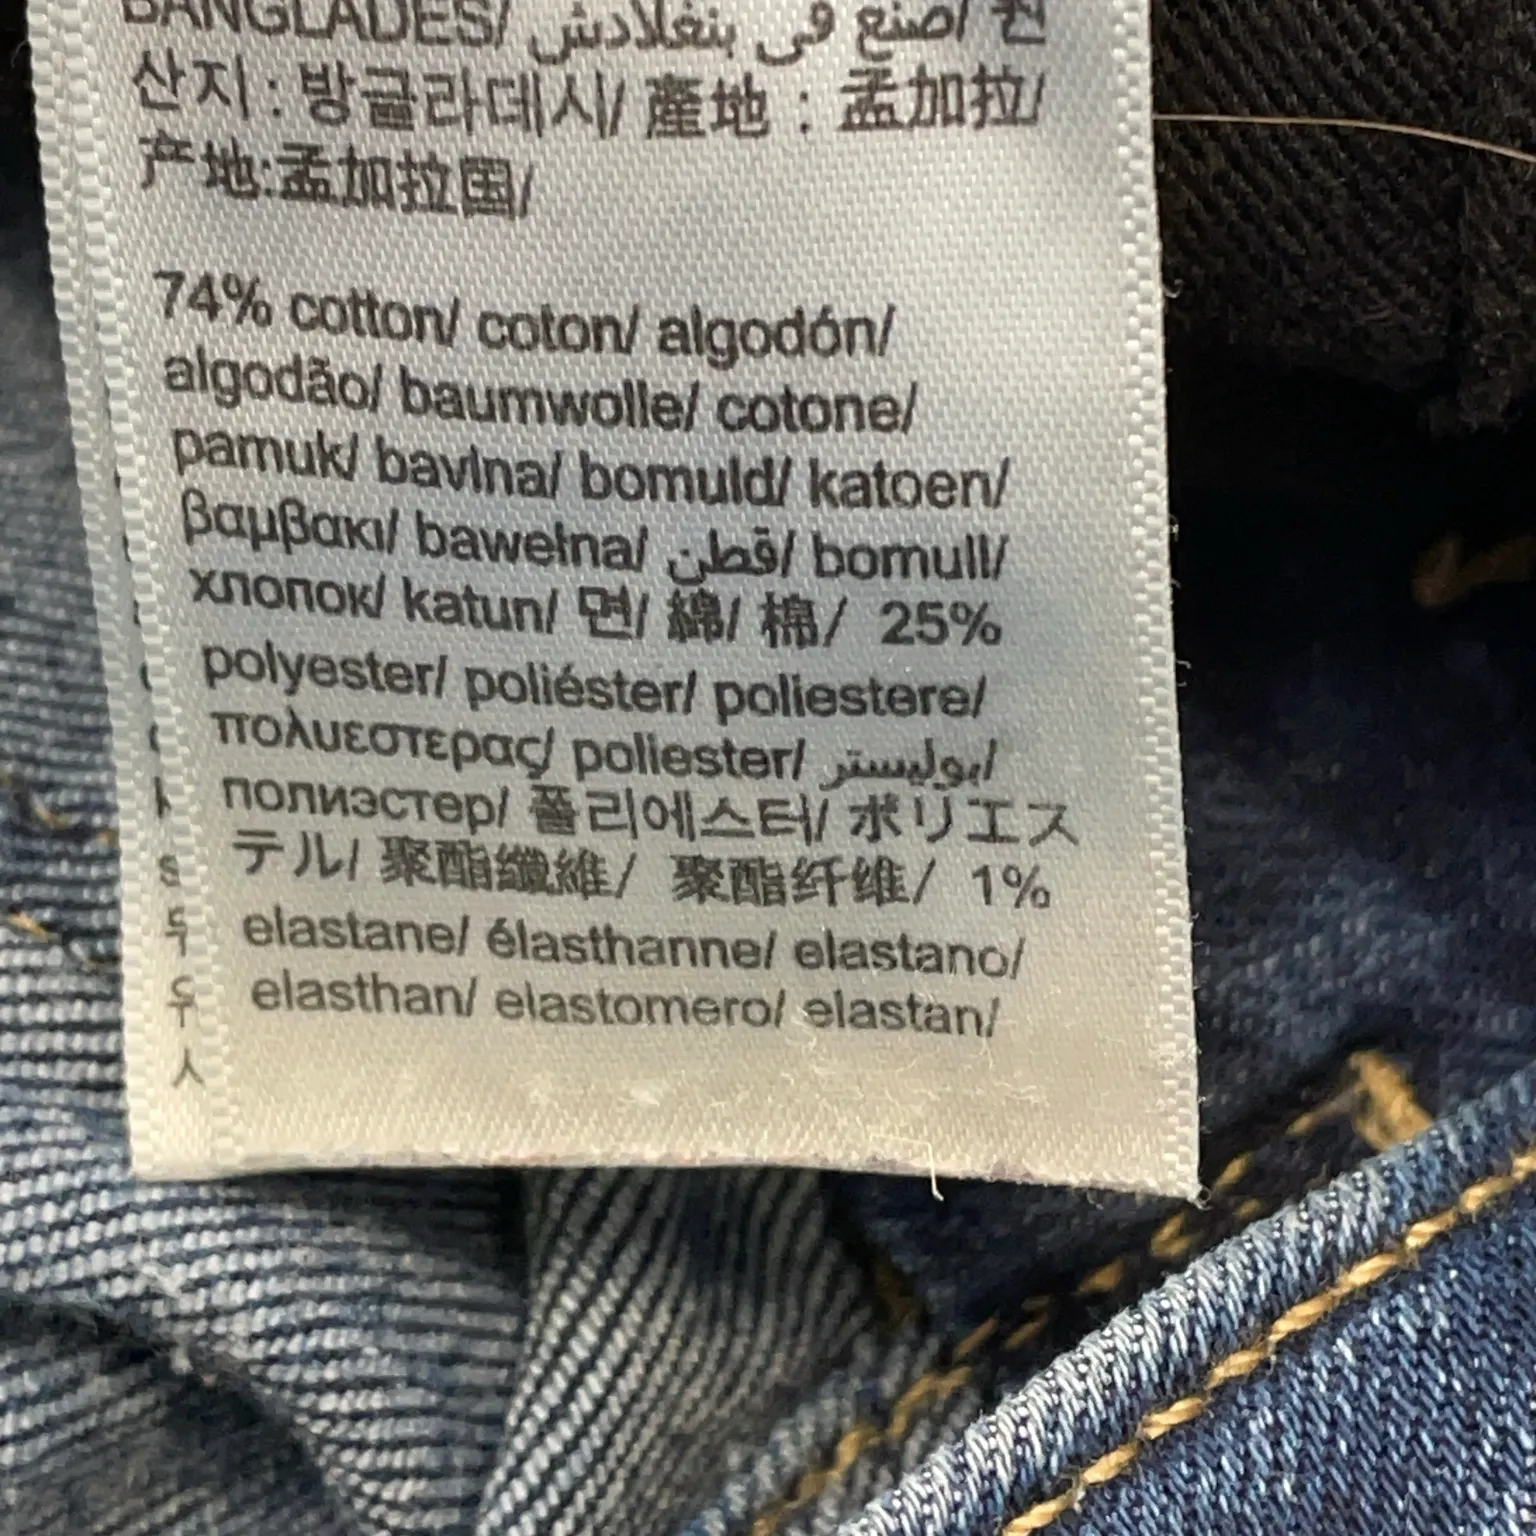 BANGLADES/ صنع في بنغلادش/ 원
산지 : 방글라데시/ 產地 : 孟加拉/
产地:孟加拉国/
74% cotton/ coton/ algodón/
algodão/ baumwolle/ cotone/
pamuk/ bavlna/ bomuld/ katoen/
βαμβακι/ bawełna/ قطن/ bomull/
хлопок/ katun/ 면/ 綿/ 棉/ 25%
polyester/ poliéster/ poliestere/
πολυεστερας/ poliester/ بوليستر/
полиэстер/ 폴리에스터/ ポリエス
テル/ 聚酯纖維/ 聚酯纤维/ 1%
elastane/ élasthanne/ elastano/
elasthan/ elastomero/ elastan/